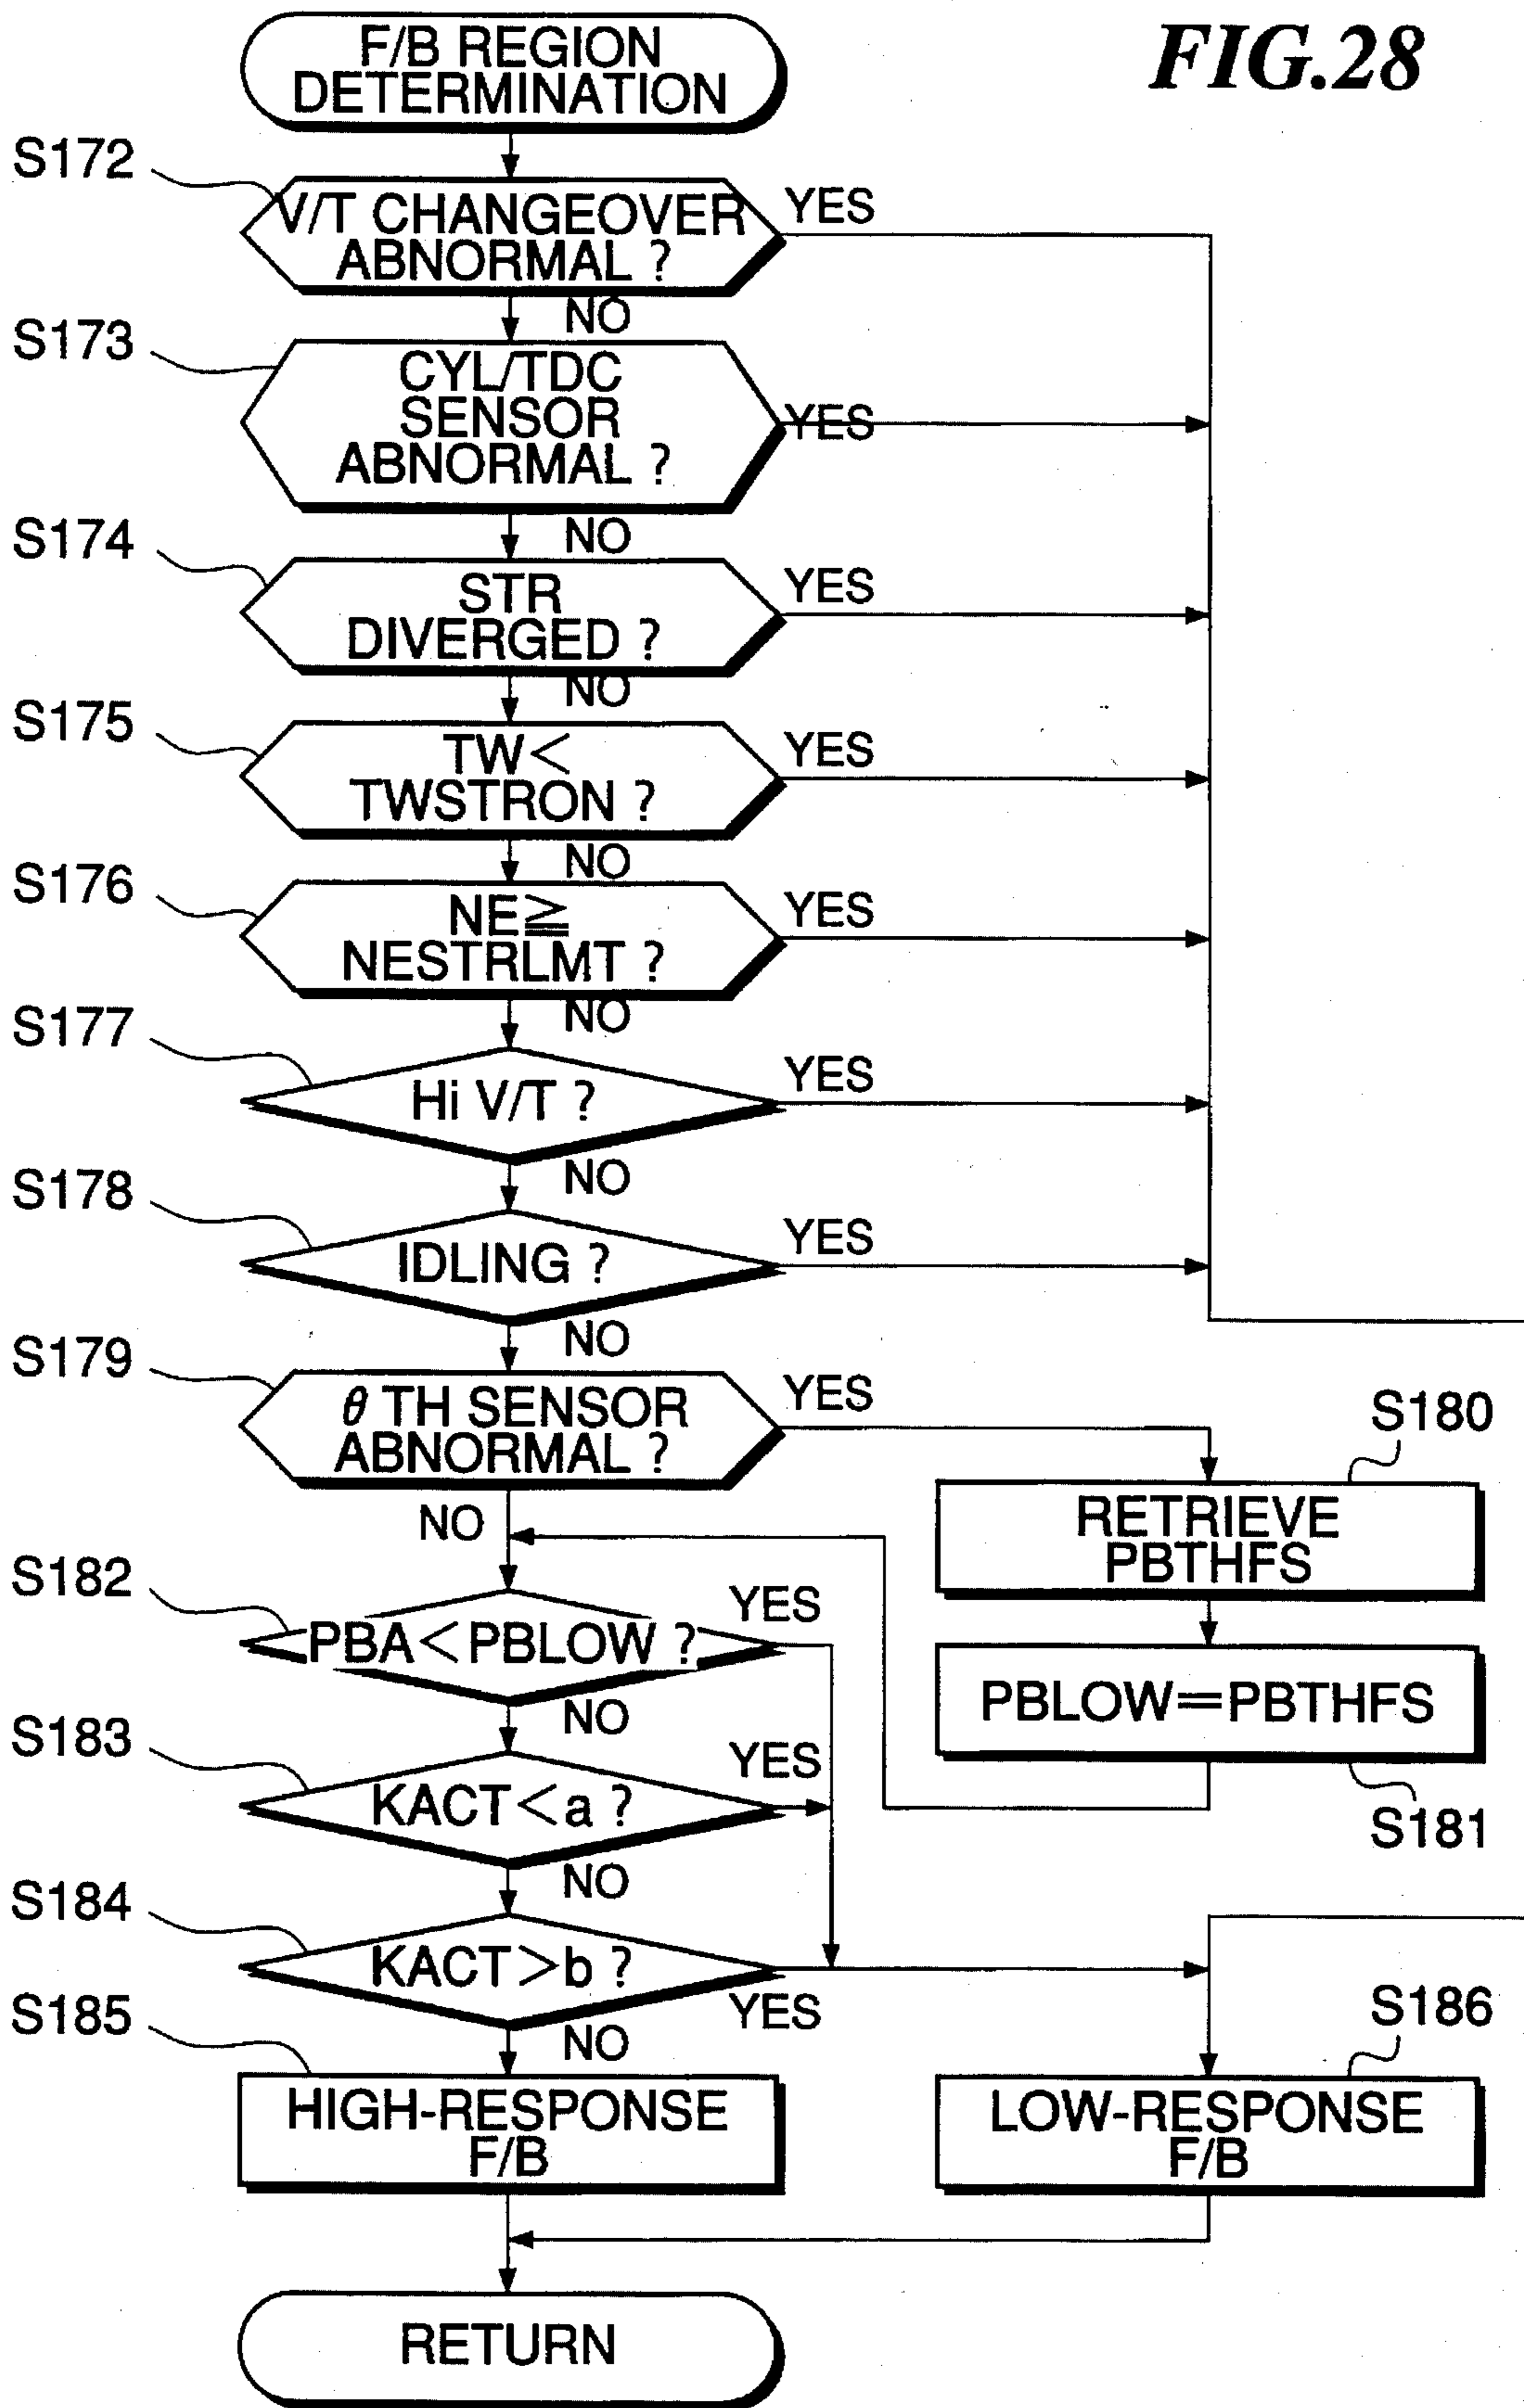 FIG.28
F/B REGION
DETERMINATION
S172
V/T CHANGEOVER
ABNORMAL ?
YES
NO
S173
CYL/TDC
SENSOR
ABNORMAL ?
YES
NO
S174
STR
DIVERGED ?
YES
NO
S175
TW<
TWSTRON ?
YES
NO
S176
NE≧
NESTRLMT ?
YES
NO
S177
Hi V/T ?
YES
NO
S178
IDLING ?
YES
NO
S179
θ TH SENSOR
ABNORMAL ?
YES
NO
S180
RETRIEVE
PBTHFS
PBLOW=PBTHFS
S181
S182
PBA<PBLOW ?
YES
NO
S183
KACT<a ?
YES
NO
S184
KACT>b ?
YES
NO
S185
HIGH-RESPONSE
F/B
S186
LOW-RESPONSE
F/B
RETURN